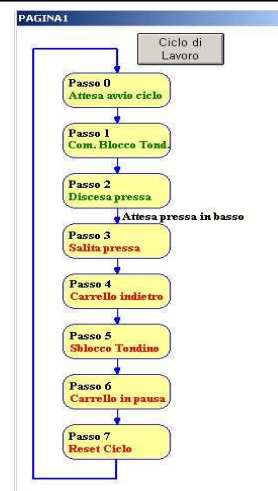 PAGINA1
Ciclo di
Lavoro
Passo 0
Attesa avvio ciclo
Passo 1
Com. Blocco Tond.
Passo 2
Discesa pressa
Attesa pressa in basso
Passo 3
Salita pressa
Passo 4
Carrello indietro
Passo 5
Sblocco Tondino
Passo 6
Carrello in pausa
Passo 7
Reset Ciclo